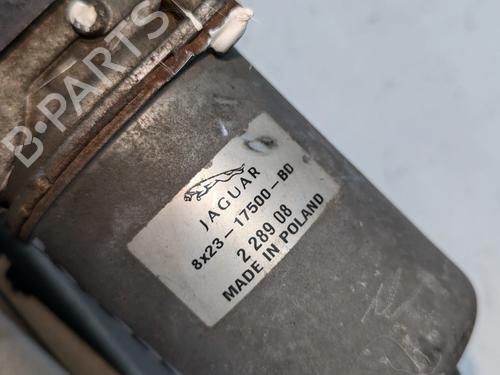 B-PARTS
JAGUAR
8x23-17500-BD
2 289 08
MADE IN POLAND